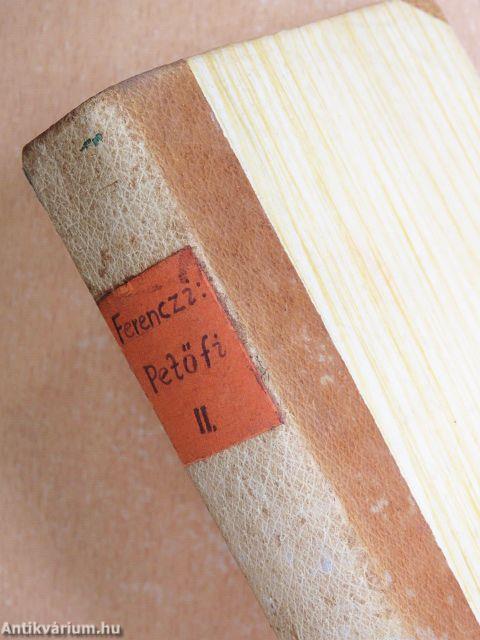 Ferenczi:
Petőfi
II.
Antikvárium.hu